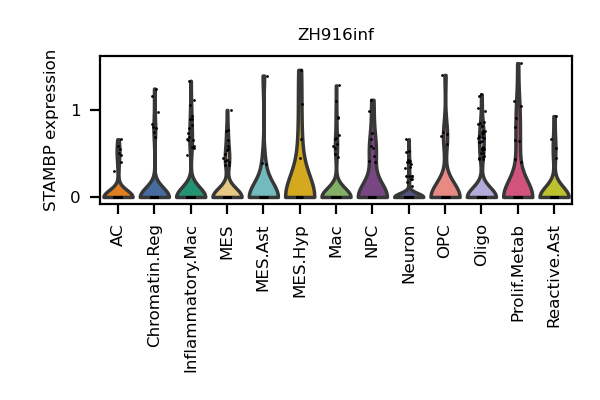 ZH916inf
STAMBP expression
1
0
AC
Chromatin.Reg
Inflammatory.Mac
MES
MES.Ast
MES.Hyp
Mac
NPC
Neuron
OPC
Oligo
Prolif.Metab
Reactive.Ast